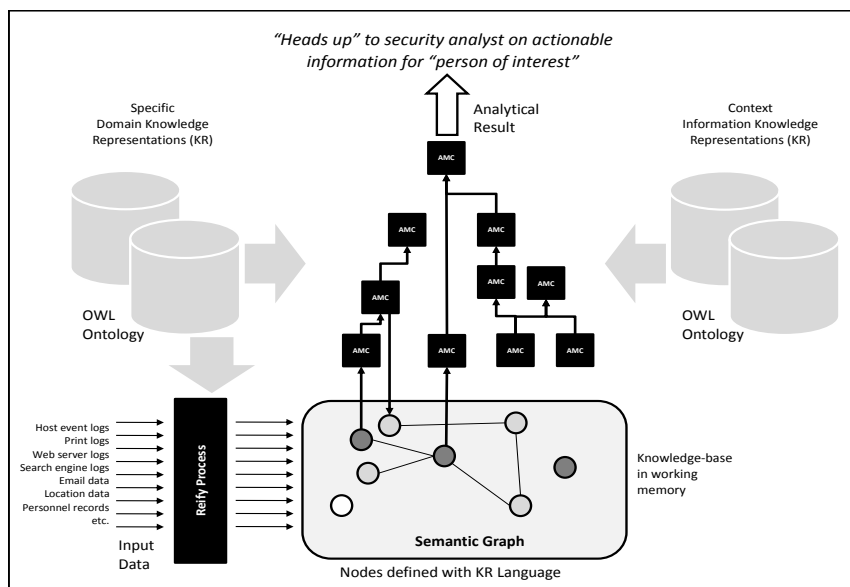 “Heads up” to security analyst on actionable
information for “person of interest”
Analytical
Result
Specific
Domain Knowledge
Representations (KR)
Context
Information Knowledge
Representations (KR)
AMC
AMC
AMC
AMC
AMC
AMC
AMC
AMC
AMC
AMC
OWL
Ontology
OWL
Ontology
Host event logs
Print logs
Web server logs
Search engine logs
Email data
Location data
Personnel records
etc.
Input
Data
Reify Process
Knowledge-base
in working
memory
Semantic Graph
Nodes defined with KR Language